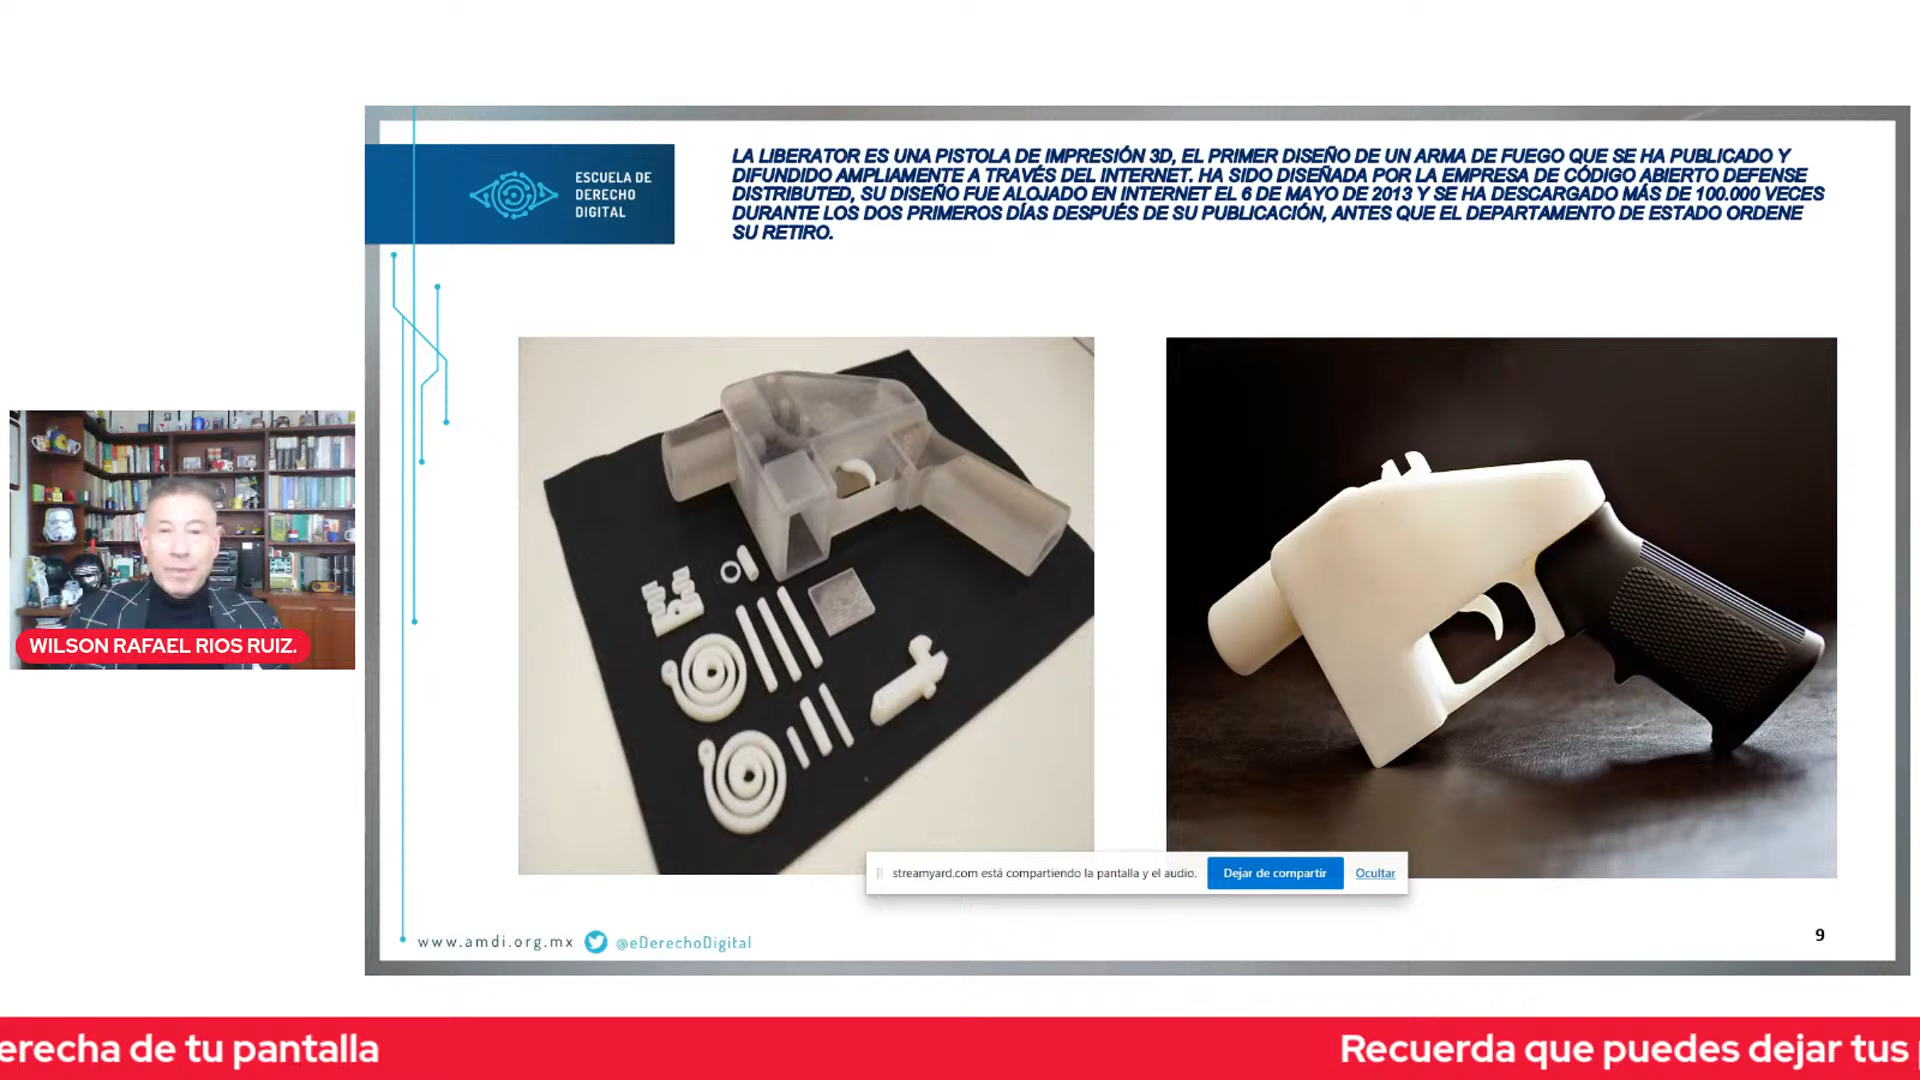 ESCUELA DE
DERECHO
DIGITAL
LA LIBERATOR ES UNA PISTOLA DE IMPRESIÓN 3D, EL PRIMER DISEÑO DE UN ARMA DE FUEGO QUE SE HA PUBLICADO Y
DIFUNDIDO AMPLIAMENTE A TRAVÉS DEL INTERNET. HA SIDO DISEÑADA POR LA EMPRESA DE CÓDIGO ABIERTO DEFENSE
DISTRIBUTED, SU DISEÑO FUE ALOJADO EN INTERNET EL 6 DE MAYO DE 2013 Y SE HA DESCARGADO MÁS DE 100.000 VECES
DURANTE LOS DOS PRIMEROS DÍAS DESPUÉS DE SU PUBLICACIÓN, ANTES QUE EL DEPARTAMENTO DE ESTADO ORDENE
SU RETIRO.
WILSON RAFAEL RIOS RUIZ.
streamyard.com está compartiendo la pantalla y el audio. Dejar de compartir Ocultar
www.amdi.org.mx @eDerechoDigital
9
erecha de tu pantalla Recuerda que puedes dejar tus